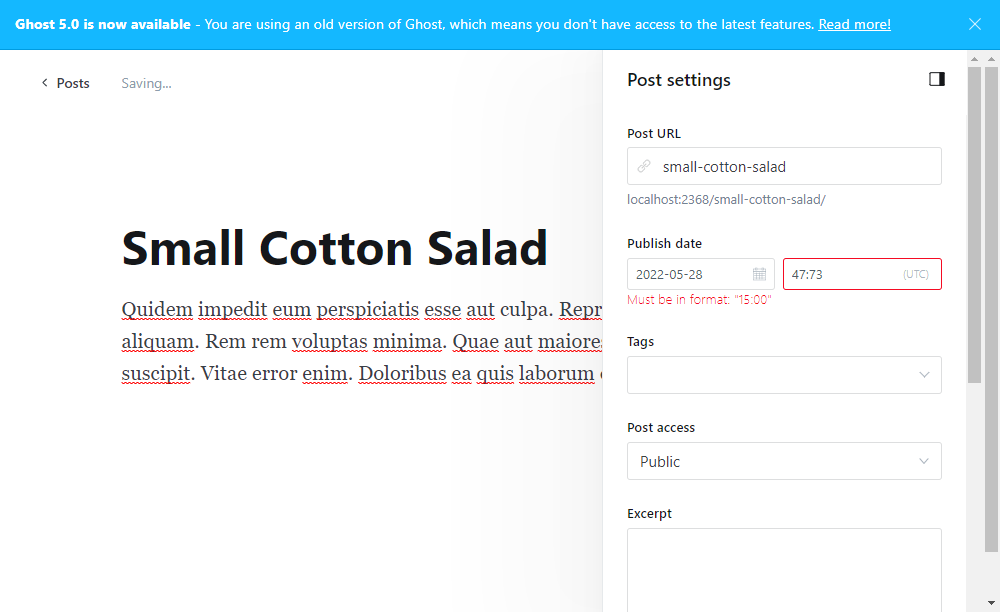 Ghost 5.0 is now available - You are using an old version of Ghost, which means you don't have access to the latest features. Read more!
Posts
Saving...
Small Cotton Salad
Quidem impedit eum perspiciatis esse aut culpa. Repr
aliquam. Rem rem voluptas minima. Quae aut maiores
suscipit. Vitae error enim. Doloribus ea quis laborum
Post settings
Post URL
small-cotton-salad
localhost:2368/small-cotton-salad/
Publish date
2022-05-28
47:73
(UTC)
Must be in format: "15:00"
Tags
Post access
Public
Excerpt